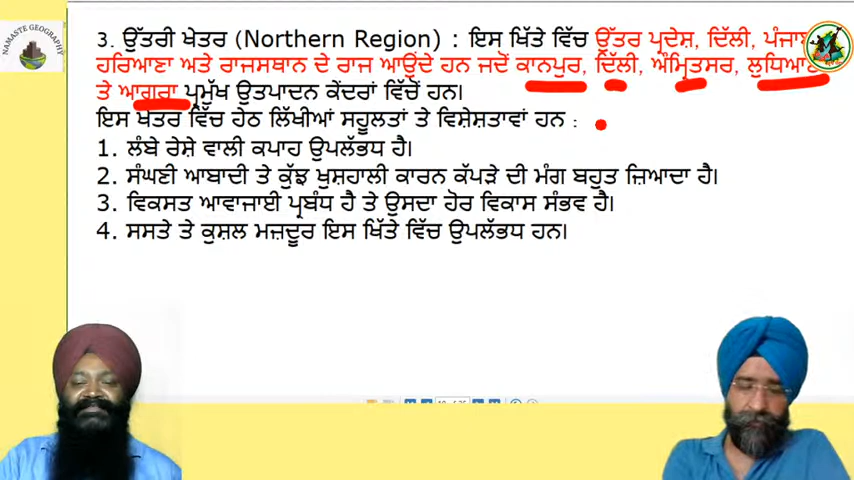 NAMASTE GEOGRAPHY
3. ਉੱਤਰੀ ਖੇਤਰ (Northern Region) : ਇਸ ਖਿੱਤੇ ਵਿੱਚ ਉੱਤਰ ਪ੍ਰਦੇਸ਼, ਦਿੱਲੀ,
ਹਰਿਆਣਾ ਅਤੇ ਰਾਜਸਥਾਨ ਦੇ ਰਾਜ ਆਉਂਦੇ ਹਨ ਜਦੋਂ ਕਾਨਪੁਰ, ਦਿੱਲੀ, ਅੰਮ੍ਰਿਤਸਰ,
ਤੇ ਆਗਰਾ ਪ੍ਰਮੁੱਖ ਉਤਪਾਦਨ ਕੇਂਦਰਾਂ ਵਿੱਚੋਂ ਹਨ।
ਇਸ ਖੇਤਰ ਵਿੱਚ ਹੇਠ ਲਿੱਖੀਆਂ ਸਹੂਲਤਾਂ ਤੇ ਵਿਸ਼ੇਸ਼ਤਾਵਾਂ ਹਨ :
1. ਲੰਬੇ ਰੇਸ਼ੇ ਵਾਲੀ ਕਪਾਹ ਉਪਲੱਬਧ ਹੈ।
2. ਸੰਘਣੀ ਆਬਾਦੀ ਤੇ ਕੁੱਝ ਖੁਸ਼ਹਾਲੀ ਕਾਰਨ ਕੱਪੜੇ ਦੀ ਮੰਗ ਬਹੁਤ ਜ਼ਿਆਦਾ ਹੈ।
3. ਵਿਕਸਤ ਆਵਾਜਾਈ ਪ੍ਰਬੰਧ ਹੈ ਤੇ ਉਸਦਾ ਹੋਰ ਵਿਕਾਸ ਸੰਭਵ ਹੈ।
4. ਸਸਤੇ ਤੇ ਕੁਸ਼ਲ ਮਜ਼ਦੂਰ ਇਸ ਖਿੱਤੇ ਵਿੱਚ ਉਪਲੱਬਧ ਹਨ।